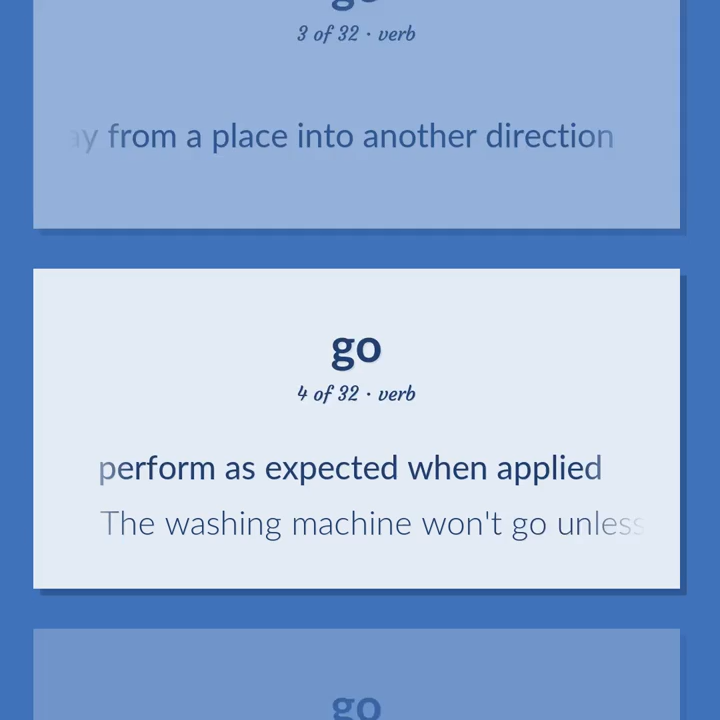 go
3 of 32 · verb
from a place into another direction
go
4 of 32 · verb
perform as expected when applied
The washing machine won't go unless
go